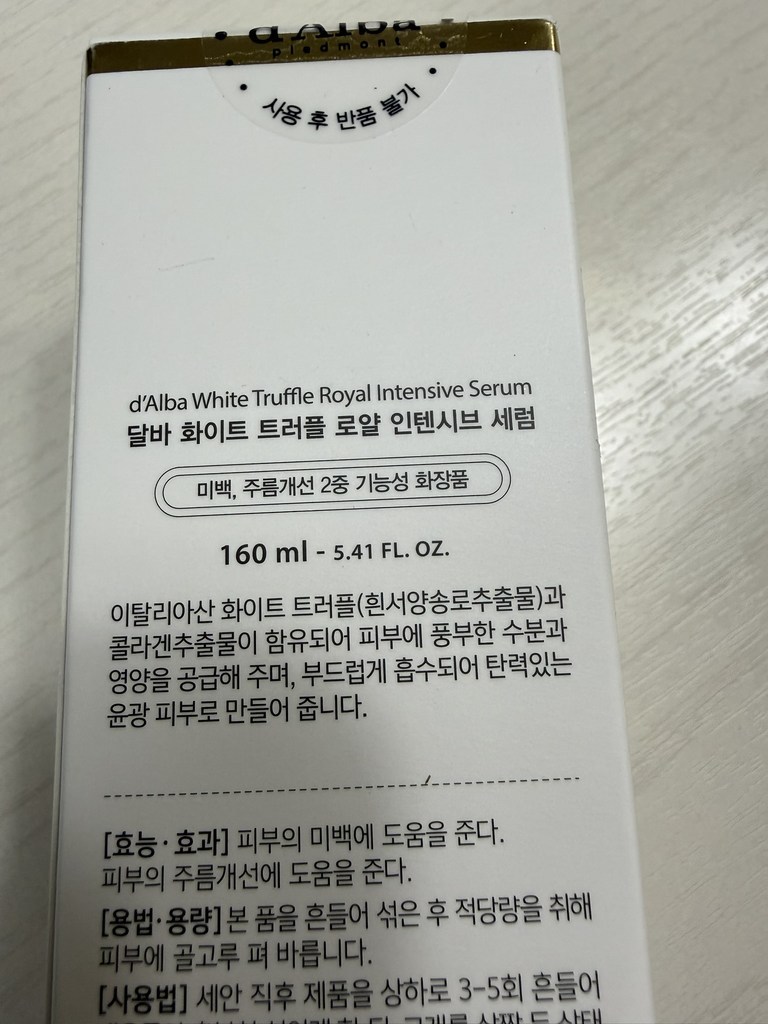 d'Alba
piedmont
사용 후 반품 불가
d'Alba White Truffle Royal Intensive Serum
달바 화이트 트러플 로얄 인텐시브 세럼
미백, 주름개선 2중 기능성 화장품
160 ml - 5.41 FL. OZ.
이탈리아산 화이트 트러플(흰서양송로추출물)과
콜라겐추출물이 함유되어 피부에 풍부한 수분과
영양을 공급해 주며, 부드럽게 흡수되어 탄력있는
윤광 피부로 만들어 줍니다.
[효능·효과] 피부의 미백에 도움을 준다.
피부의 주름개선에 도움을 준다.
[용법·용량] 본 품을 흔들어 섞은 후 적당량을 취해
피부에 골고루 펴 바릅니다.
[사용법] 세안 직후 제품을 상하로 3-5회 흔들어